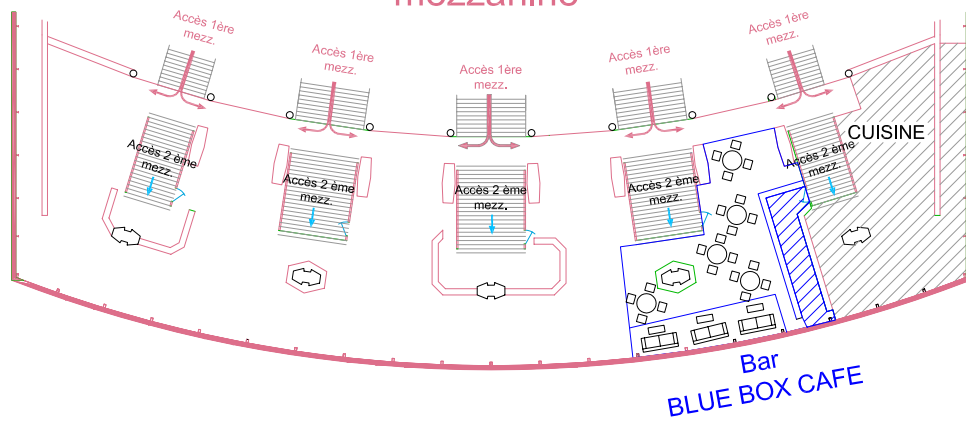 mezzanine
Accès 1ère
mezz.
Accès 1ère
mezz.
Accès 1ère
mezz.
Accès 1ère
mezz.
Accès 1ère
mezz.
Accès 2 ème
mezz.
Accès 2 ème
mezz.
Accès 2 ème
mezz.
Accès 2 ème
mezz.
Accès 2 ème
mezz.
CUISINE
Bar
BLUE BOX CAFE